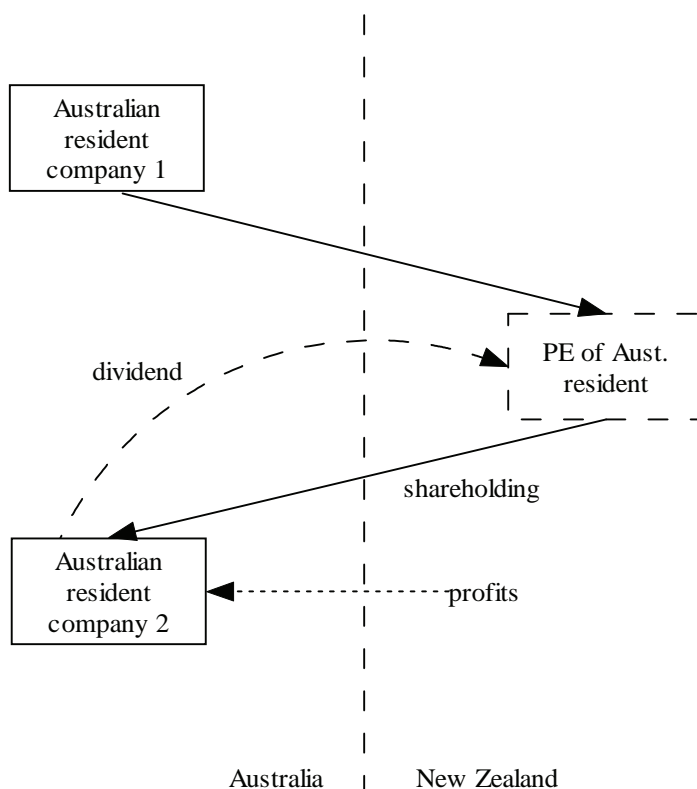 Australian
resident
company 1
PE of Aust.
resident
dividend
shareholding
Australian
resident
company 2
profits
Australia
New Zealand